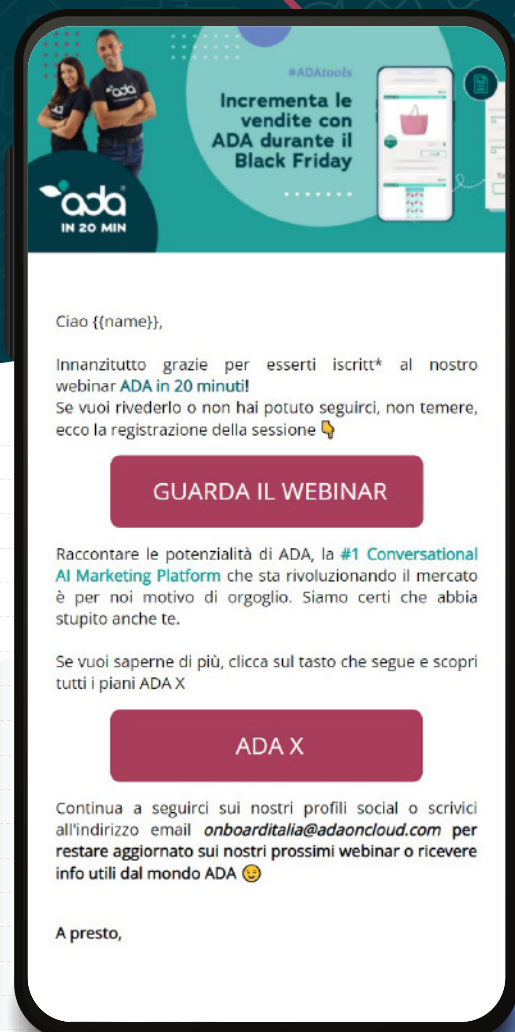 ada
ada
#ADAtools
Incrementa le
vendite con
ADA durante il
Black Friday
ada
IN 20 MIN
Ciao {{name}},
Innanzitutto grazie per esserti iscritt* al nostro
webinar ADA in 20 minuti!
Se vuoi rivederlo o non hai potuto seguirci, non temere,
ecco la registrazione della sessione 👇
GUARDA IL WEBINAR
Raccontare le potenzialità di ADA, la #1 Conversational
AI Marketing Platform che sta rivoluzionando il mercato
è per noi motivo di orgoglio. Siamo certi che abbia
stupito anche te.
Se vuoi saperne di più, clicca sul tasto che segue e scopri
tutti i piani ADA X
ADA X
Continua a seguirci sui nostri profili social o scrivici
all'indirizzo email onboarditalia@adaoncloud.com per
restare aggiornato sui nostri prossimi webinar o ricevere
info utili dal mondo ADA 😉
A presto,